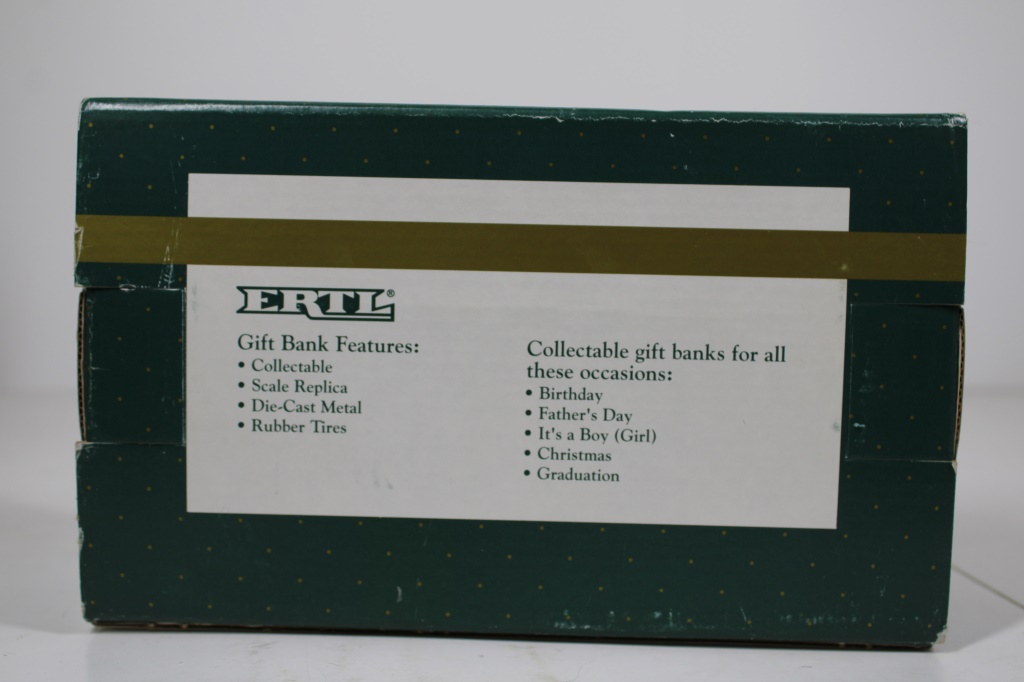 ERTL®
Gift Bank Features:
• Collectable
• Scale Replica
• Die-Cast Metal
• Rubber Tires
Collectable gift banks for all
these occasions:
• Birthday
• Father's Day
• It's a Boy (Girl)
• Christmas
• Graduation